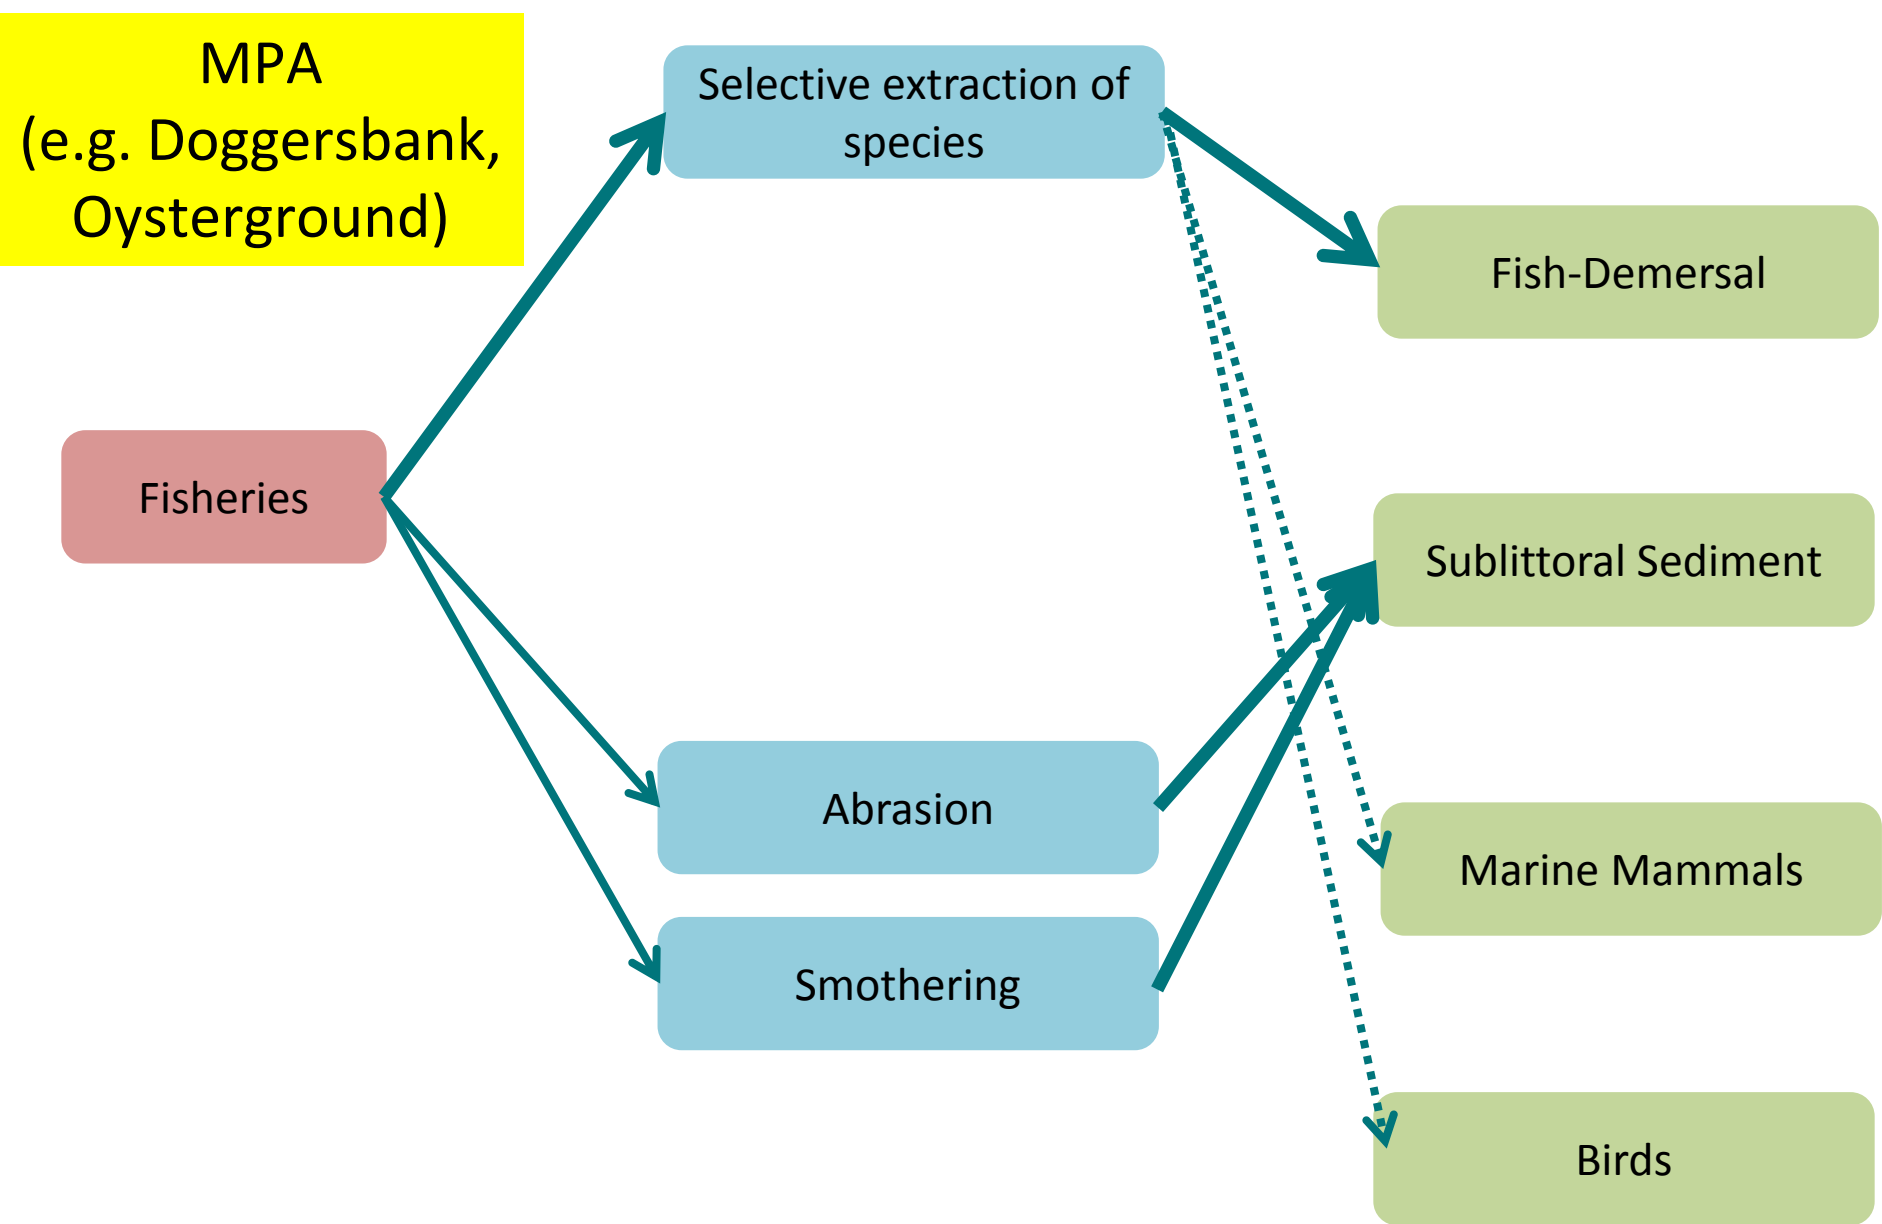 MPA
(e.g. Doggersbank,
Oysterground)
Selective extraction of
species
Fish-Demersal
Fisheries
Sublittoral Sediment
Abrasion
Marine Mammals
Smothering
Birds